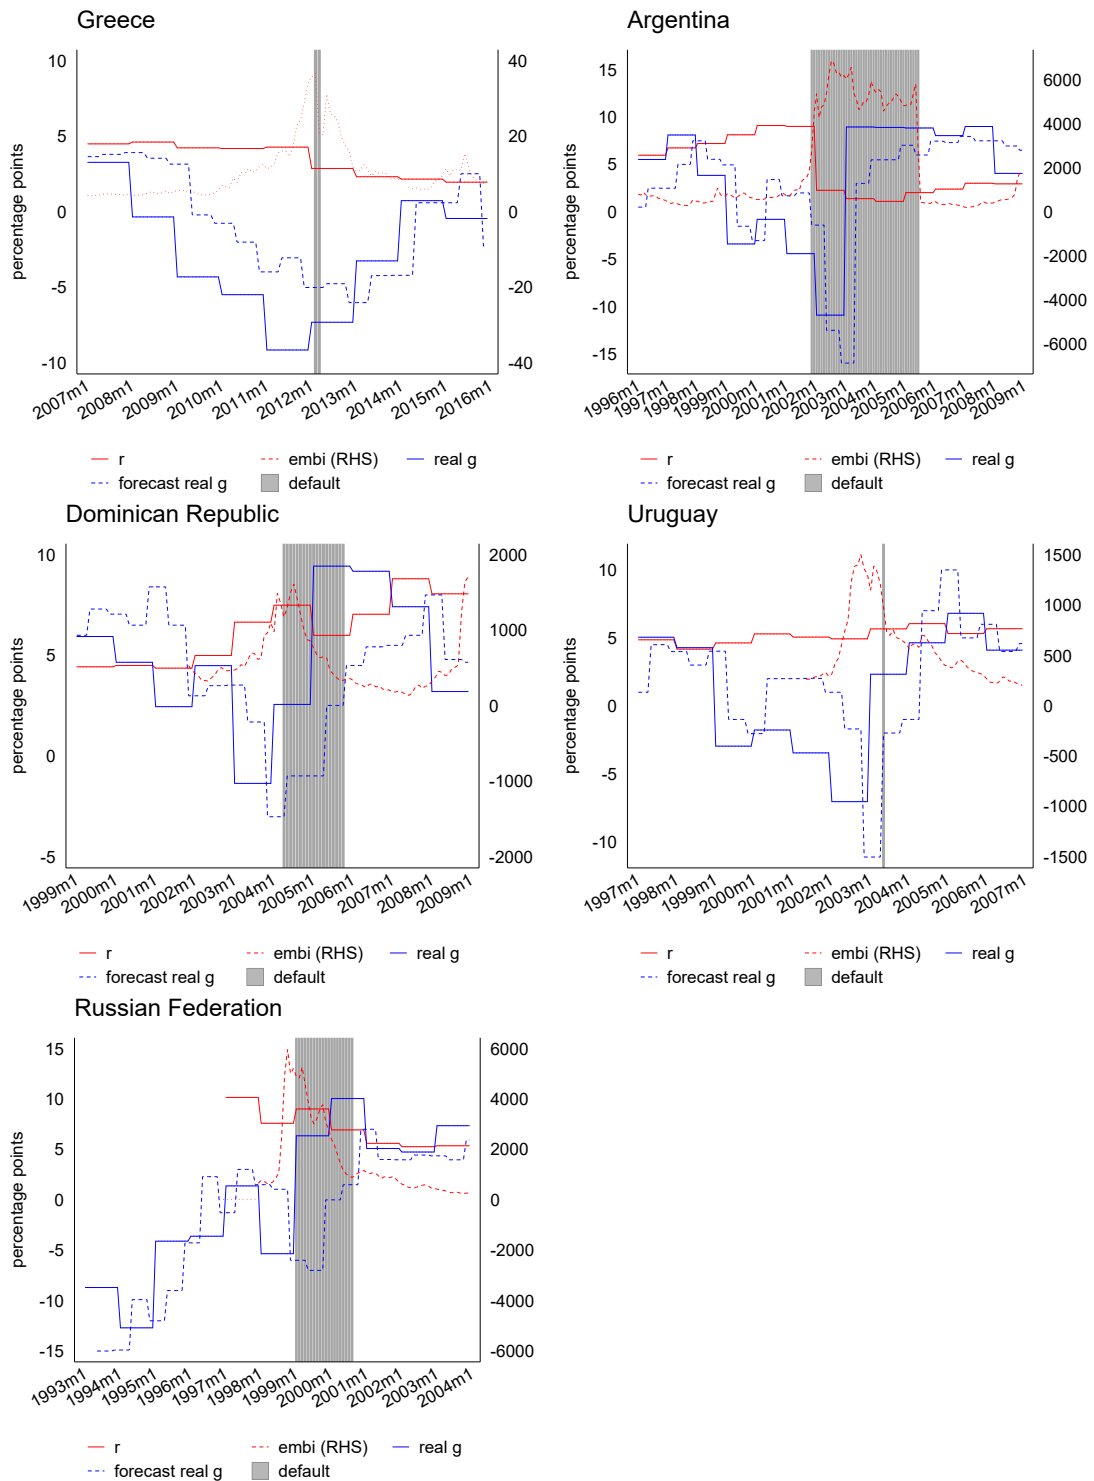 Greece
percentage points
10
5
0
-5
-10
40
20
0
-20
-40
2007m1
2008m1
2009m1
2010m1
2011m1
2012m1
2013m1
2014m1
2015m1
2016m1
r
embi (RHS)
real g
forecast real g
default
Argentina
percentage points
15
10
5
0
-5
-10
-15
6000
4000
2000
0
-2000
-4000
-6000
1996m1
1997m1
1998m1
1999m1
2000m1
2001m1
2002m1
2003m1
2004m1
2005m1
2006m1
2007m1
2008m1
2009m1
r
embi (RHS)
real g
forecast real g
default
Dominican Republic
percentage points
10
5
0
-5
2000
1000
0
-1000
-2000
1999m1
2000m1
2001m1
2002m1
2003m1
2004m1
2005m1
2006m1
2007m1
2008m1
2009m1
r
embi (RHS)
real g
forecast real g
default
Uruguay
percentage points
10
5
0
-5
-10
1500
1000
500
0
-500
-1000
-1500
1997m1
1998m1
1999m1
2000m1
2001m1
2002m1
2003m1
2004m1
2005m1
2006m1
2007m1
r
embi (RHS)
real g
forecast real g
default
Russian Federation
percentage points
15
10
5
0
-5
-10
-15
6000
4000
2000
0
-2000
-4000
-6000
1993m1
1994m1
1995m1
1996m1
1997m1
1998m1
1999m1
2000m1
2001m1
2002m1
2003m1
2004m1
r
embi (RHS)
real g
forecast real g
default